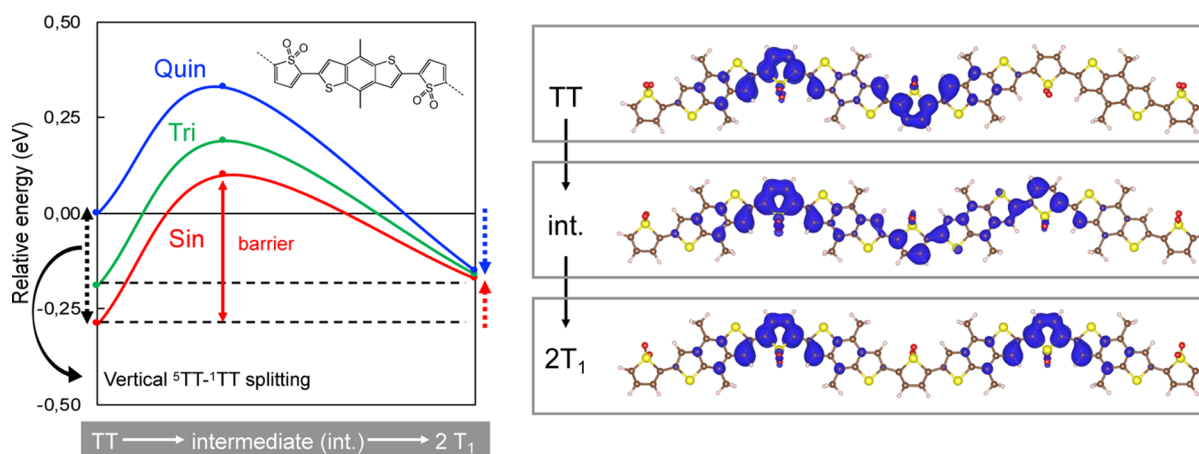 0,50
0,25
0,00
-0,25
-0,50
Relative energy (eV)
Quin
Tri
Sin
barrier
O
O
S
S
S
S
O
O
Vertical ⁵TT-¹TT splitting
TT → intermediate (int.) → 2 T₁
TT
int.
2T₁